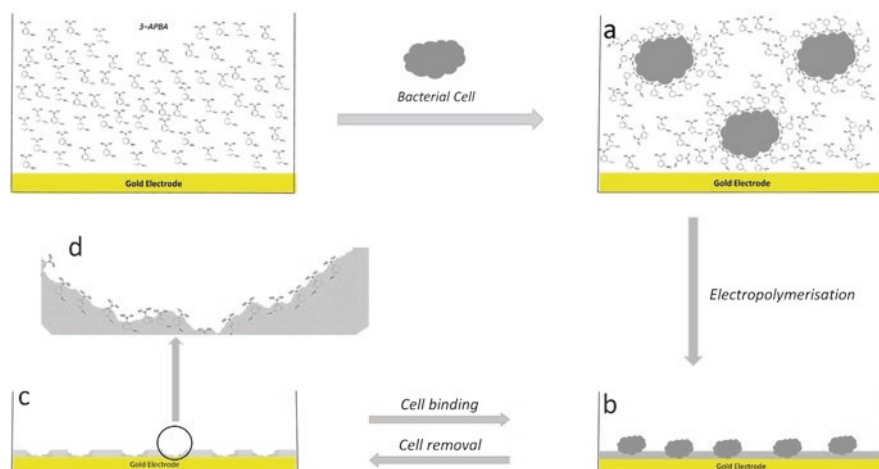 3-APBA
Gold Electrode
Bacterial Cell
a
Gold Electrode
Electropolymerisation
b
Gold Electrode
Cell binding
Cell removal
c
Gold Electrode
d